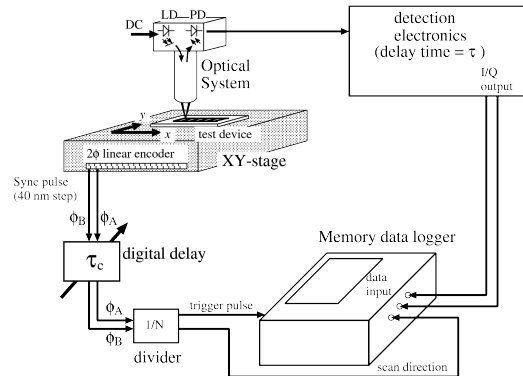 LD PD
DC
Optical
System
detection
electronics
(delay time = τ)
I/Q
output
y
x
test device
2ϕ linear encoder
XY-stage
Sync pulse
(40 nm step)
ϕB
ϕA
τc
digital delay
Memory data logger
data
input
ϕA
ϕB
1/N
divider
trigger pulse
scan direction